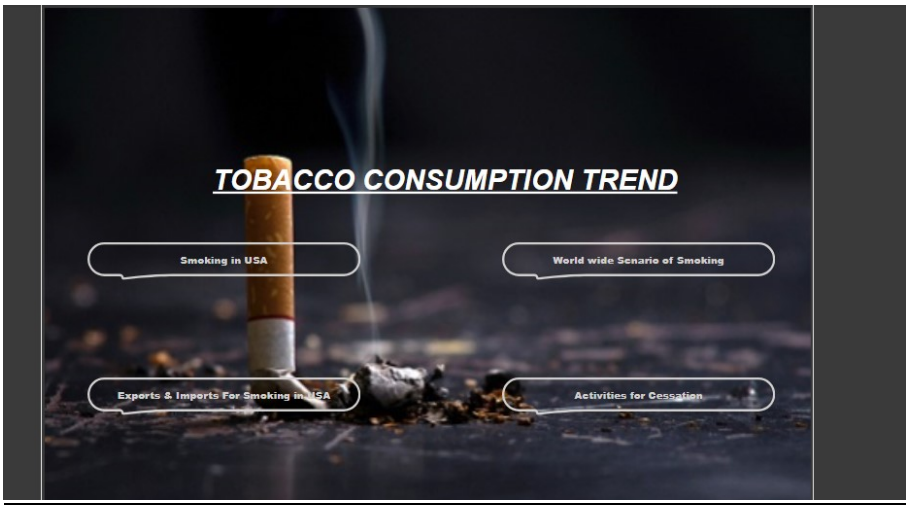 TOBACCO CONSUMPTION TREND
Smoking in USA
World wide Scnario of Smoking
Exports & Imports For Smoking in USA
Activities for Cessation